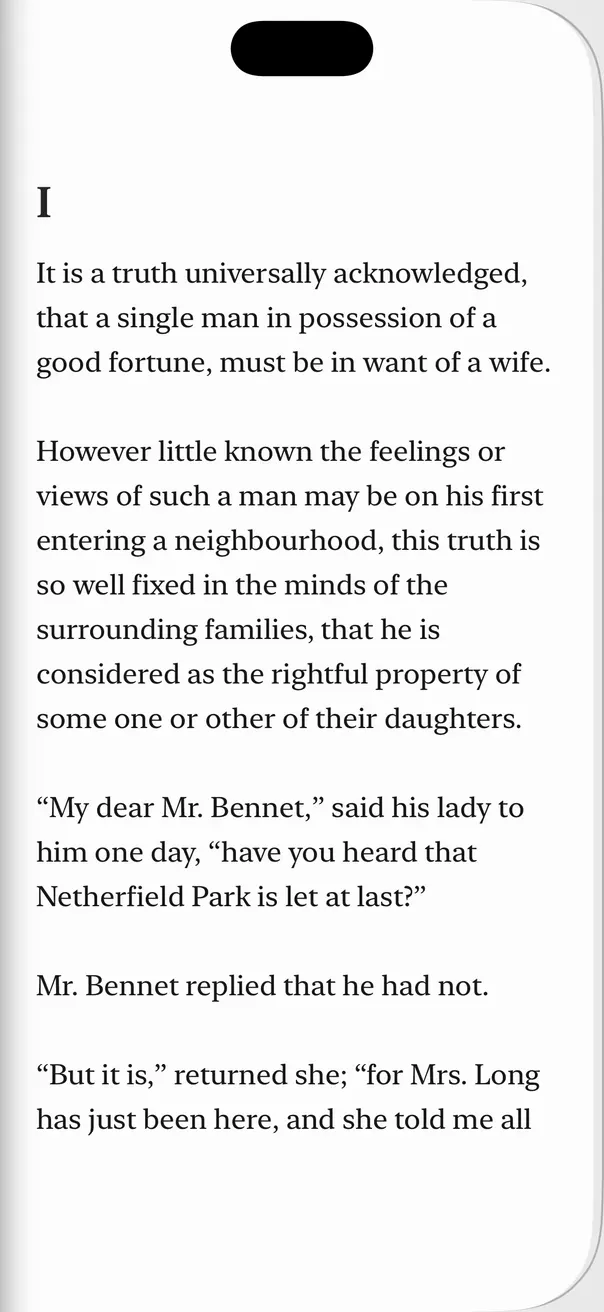 I
It is a truth universally acknowledged,
that a single man in possession of a
good fortune, must be in want of a wife.
However little known the feelings or
views of such a man may be on his first
entering a neighbourhood, this truth is
so well fixed in the minds of the
surrounding families, that he is
considered as the rightful property of
some one or other of their daughters.
“My dear Mr. Bennet,” said his lady to
him one day, “have you heard that
Netherfield Park is let at last?”
Mr. Bennet replied that he had not.
“But it is,” returned she; “for Mrs. Long
has just been here, and she told me all